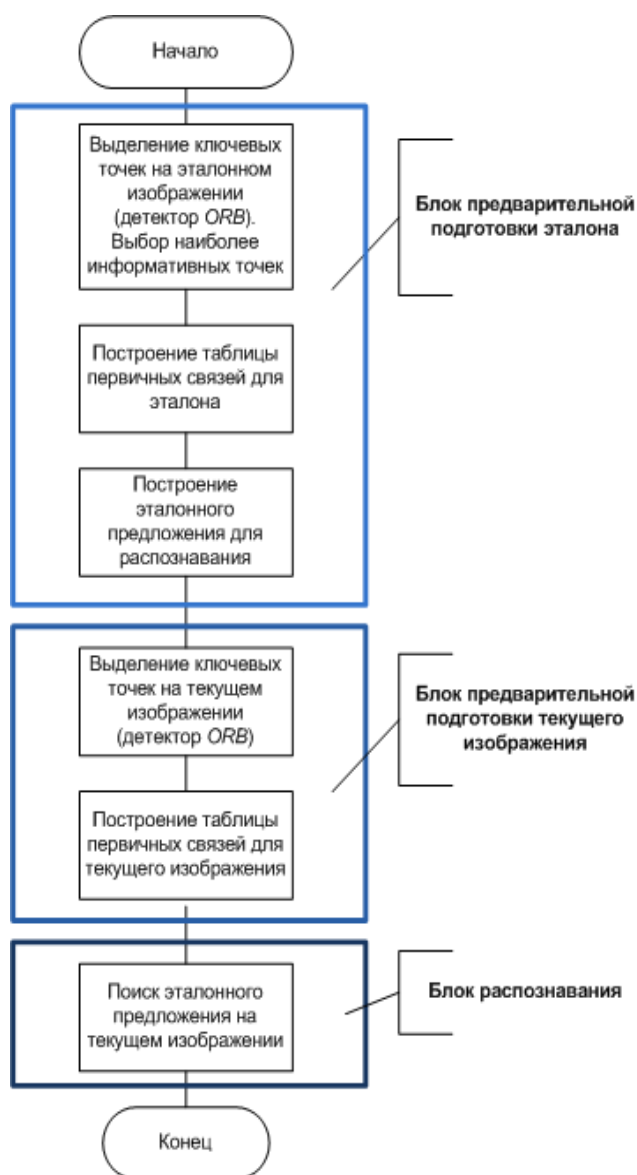 Начало
Выделение ключевых
точек на эталонном
изображении
(детектор ORB).
Выбор наиболее
информативных точек
Блок предварительной
подготовки эталона
Построение таблицы
первичных связей для
эталона
Построение
эталонного
предложения для
распознавания
Выделение ключевых
точек на текущем
изображении
(детектор ORB)
Блок предварительной
подготовки текущего
изображения
Построение таблицы
первичных связей для
текущего изображения
Поиск эталонного
предложения на
текущем изображении
Блок распознавания
Конец